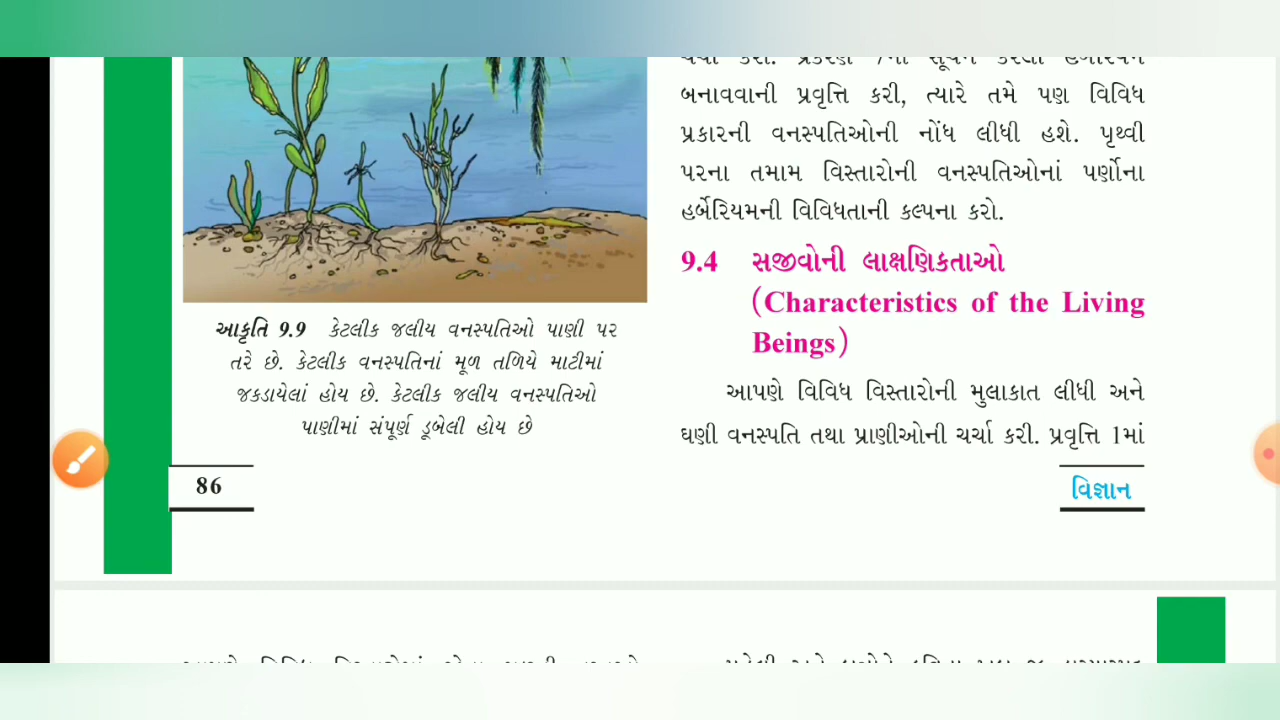 આકૃતિ 9.9 કેટલીક જલીય વનસ્પતિઓ પાણી પર
તરે છે. કેટલીક વનસ્પતિનાં મૂળ તળિયે માટીમાં
જકડાયેલાં હોય છે. કેટલીક જલીય વનસ્પતિઓ
પાણીમાં સંપૂર્ણ ડૂબેલી હોય છે
86
બનાવવાની પ્રવૃત્તિ કરી, ત્યારે તમે પણ વિવિધ
પ્રકારની વનસ્પતિઓની નોંધ લીધી હશે. પૃથ્વી
પરના તમામ વિસ્તારોની વનસ્પતિઓનાં પર્ણોના
હર્બેરિયમની વિવિધતાની કલ્પના કરો.
9.4 સજીવોની લાક્ષણિકતાઓ
(Characteristics of the Living
Beings)
આપણે વિવિધ વિસ્તારોની મુલાકાત લીધી અને
ઘણી વનસ્પતિ તથા પ્રાણીઓની ચર્ચા કરી. પ્રવૃત્તિ 1માં
વિજ્ઞાન